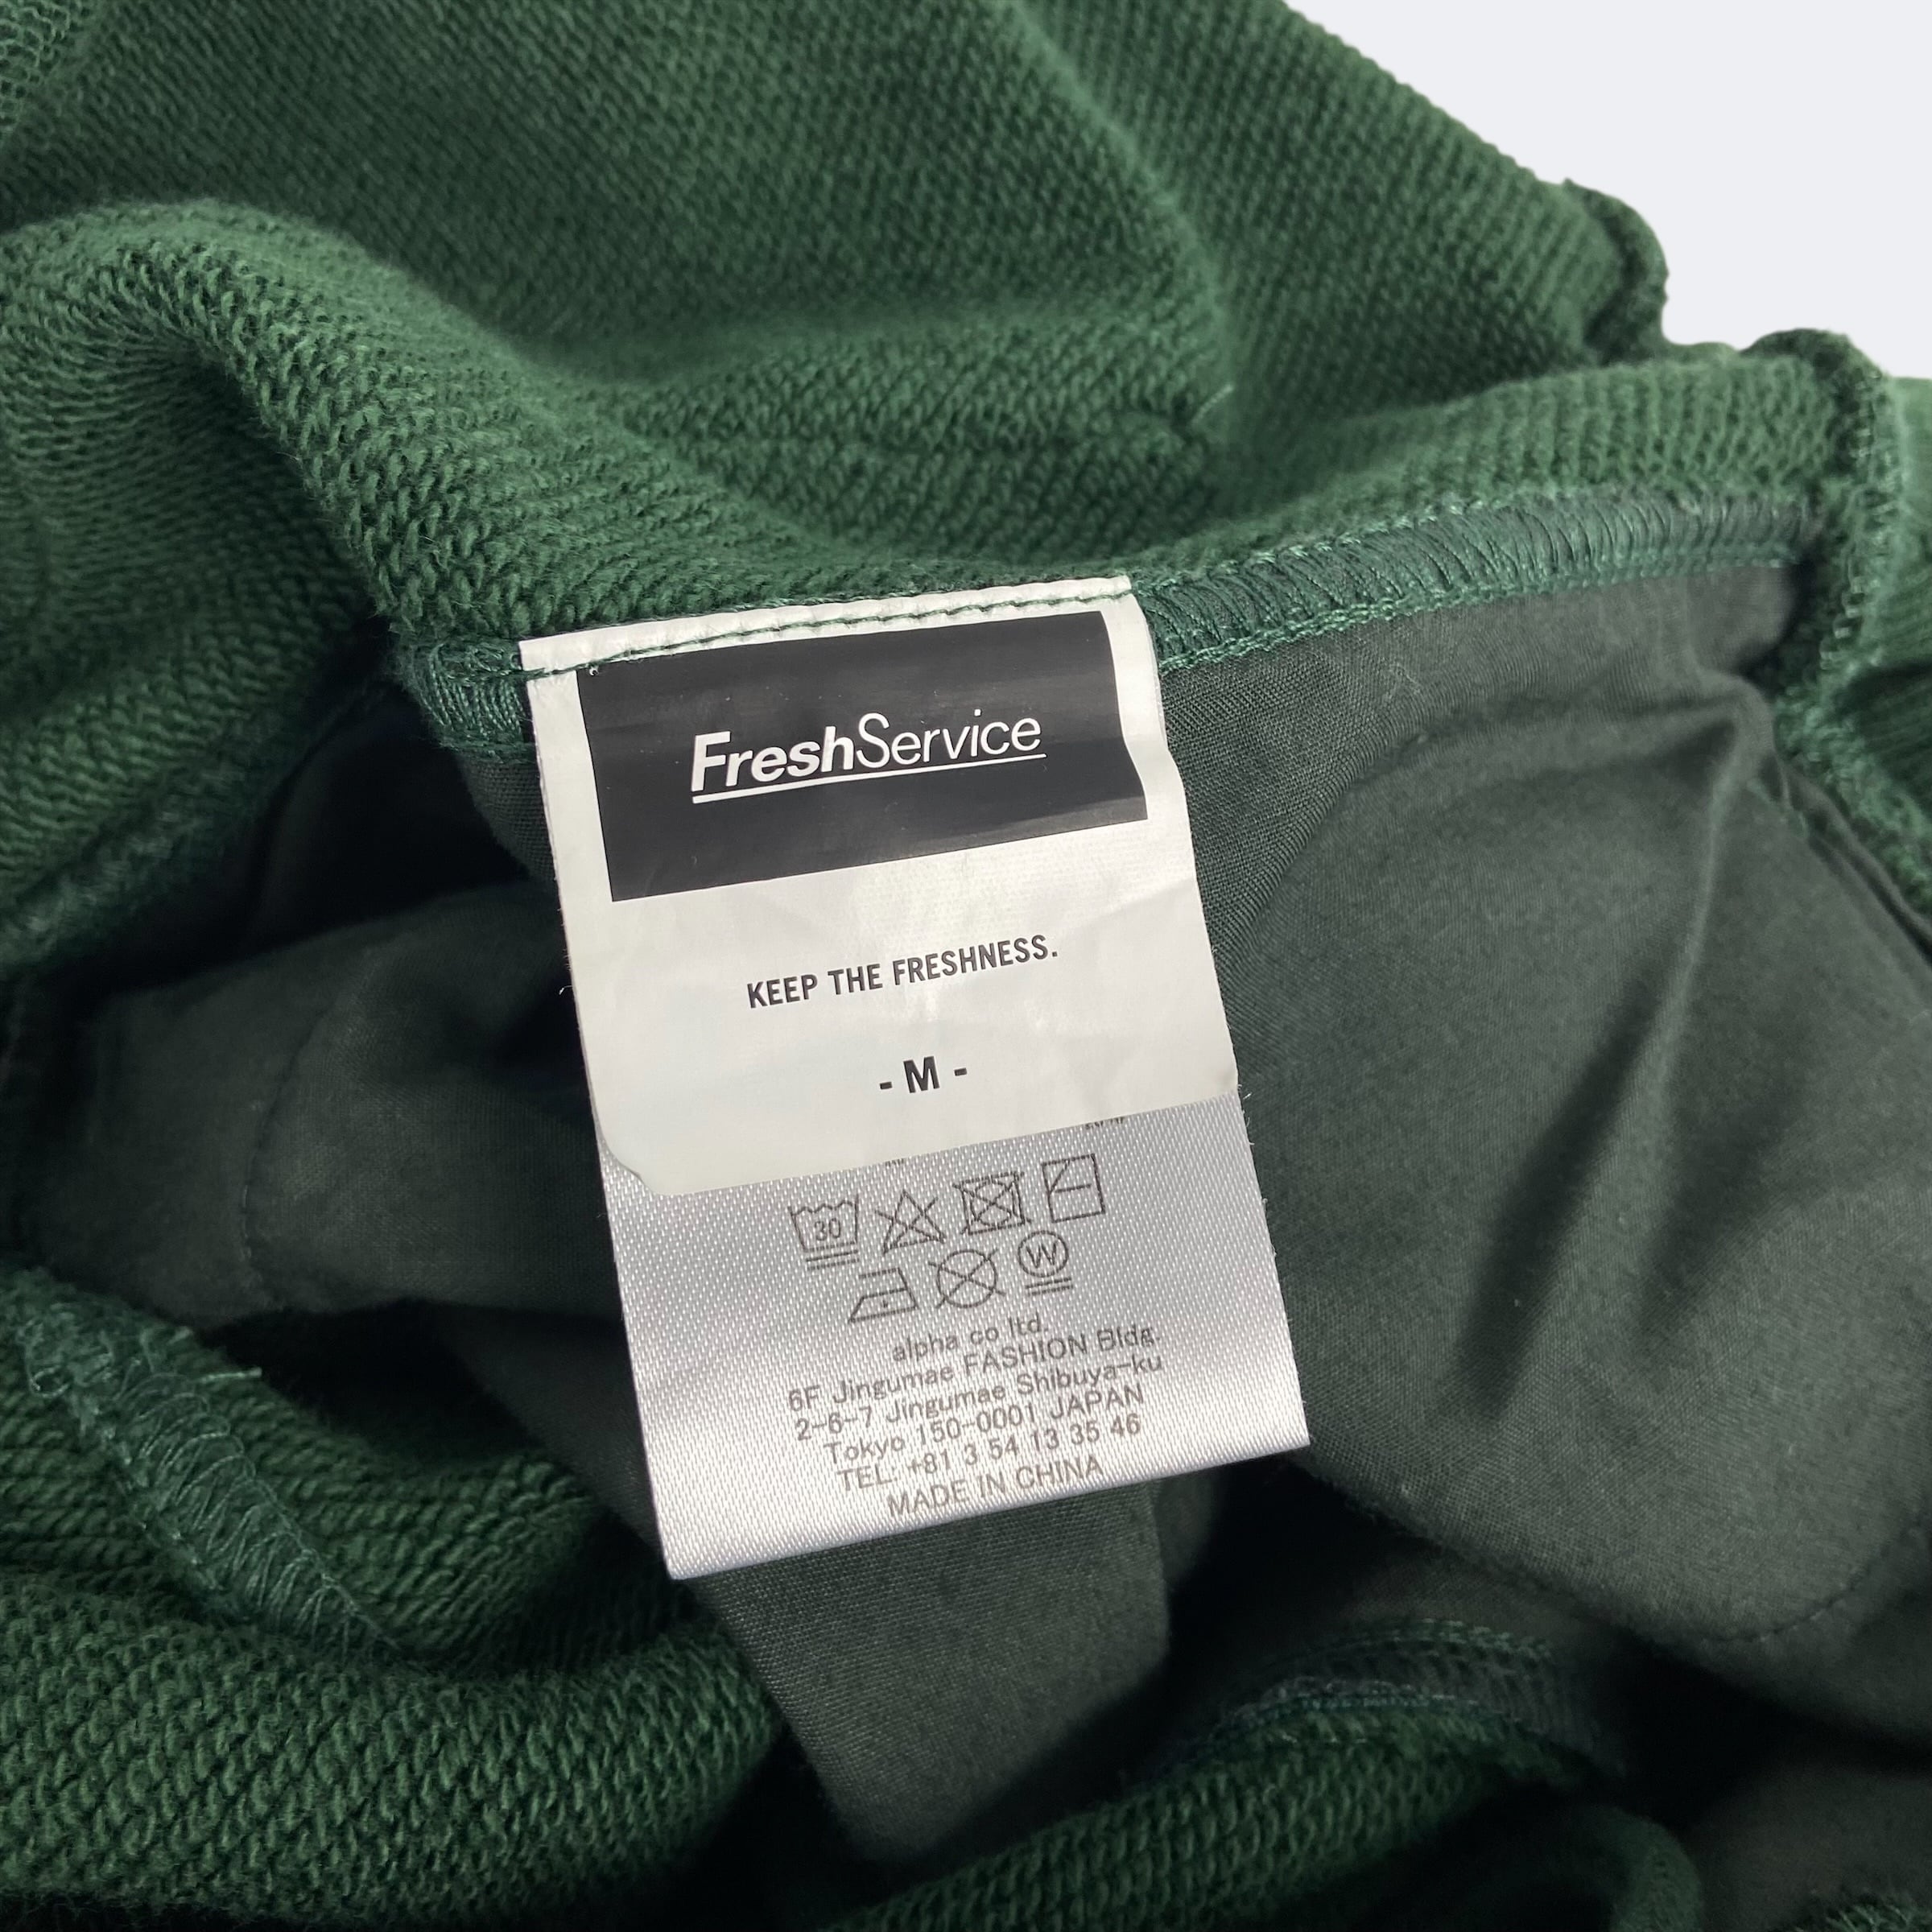 FreshService
KEEP THE FRESHNESS.
- M -
30
W
alpha co ltd.
6F Jingumae FASHION Bldg.
2-6-7 Jingumae Shibuya-ku
Tokyo 150-0001 JAPAN
TEL: +81 3 54 13 35 46
MADE IN CHINA